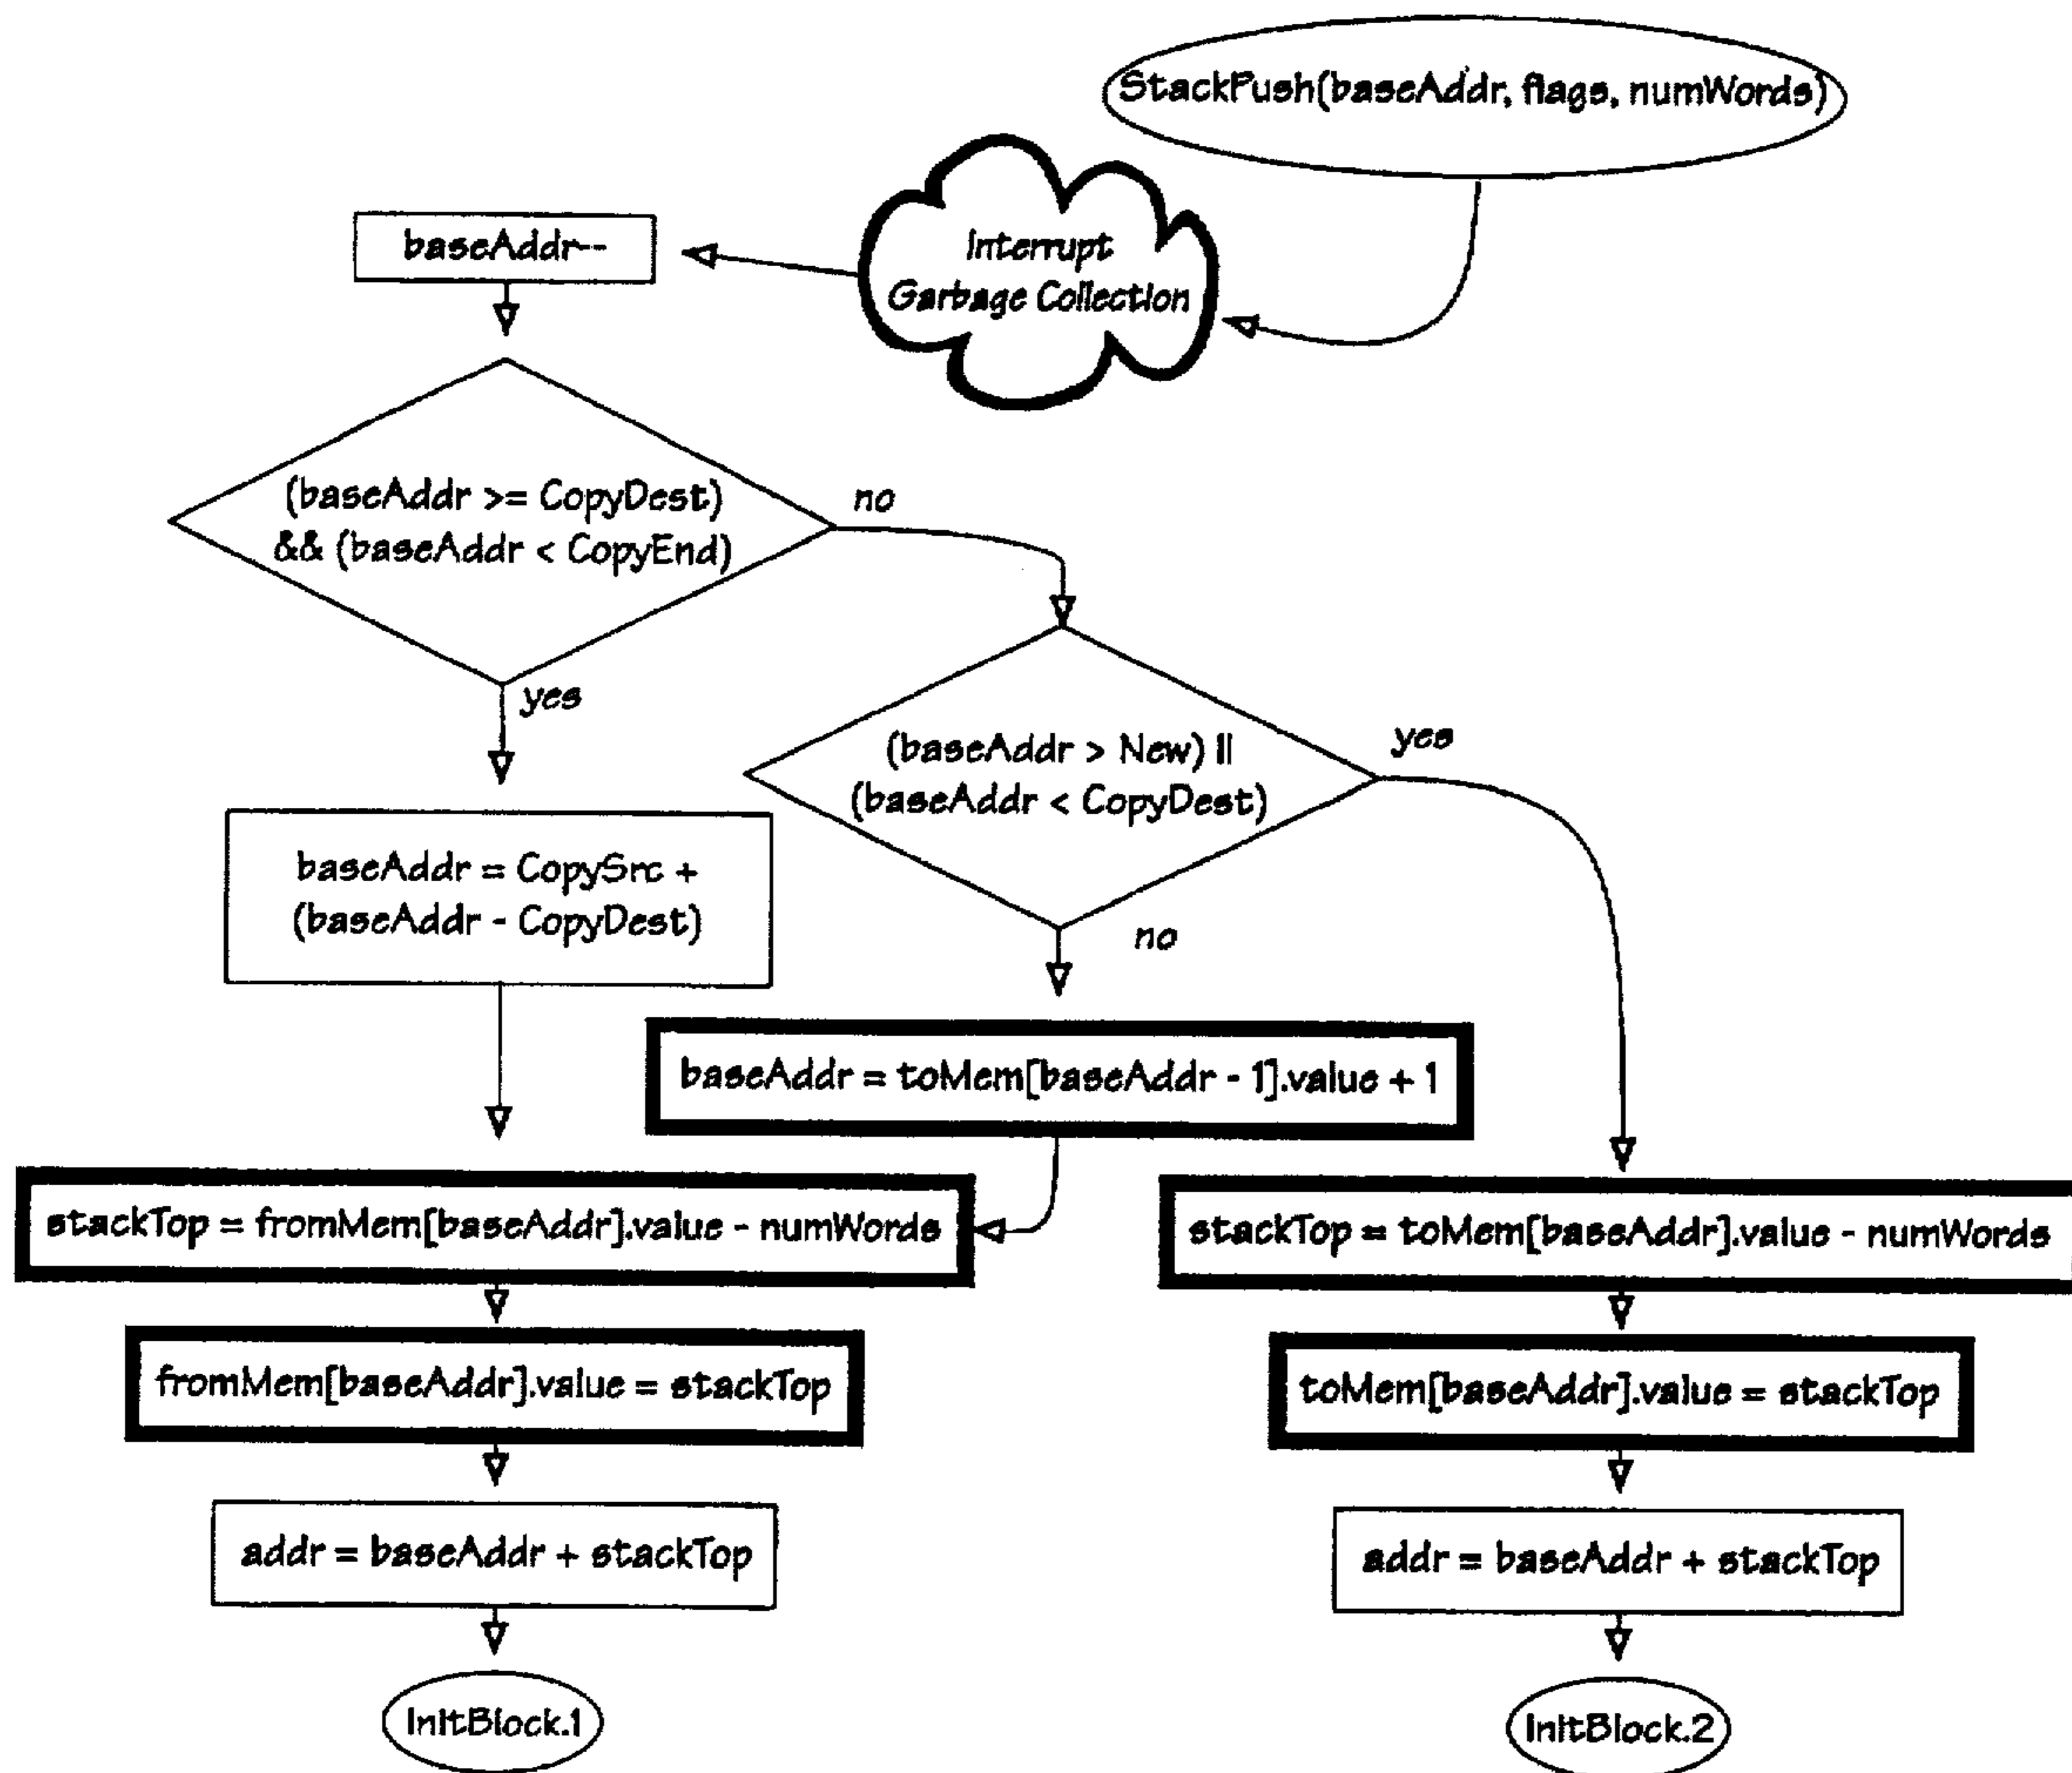 StackPush(baseAddr, flags, numWords)
Interrupt
Garbage Collection
baseAddr--
(baseAddr >= CopyDest)
&& (baseAddr < CopyEnd)
no
yes
(baseAddr > New) ||
(baseAddr < CopyDest)
yes
no
baseAddr = CopySrc +
(baseAddr - CopyDest)
baseAddr = toMem[baseAddr - 1].value + 1
stackTop = fromMem[baseAddr].value - numWords
stackTop = toMem[baseAddr].value - numWords
fromMem[baseAddr].value = stackTop
toMem[baseAddr].value = stackTop
addr = baseAddr + stackTop
addr = baseAddr + stackTop
InitBlock.1
InitBlock.2